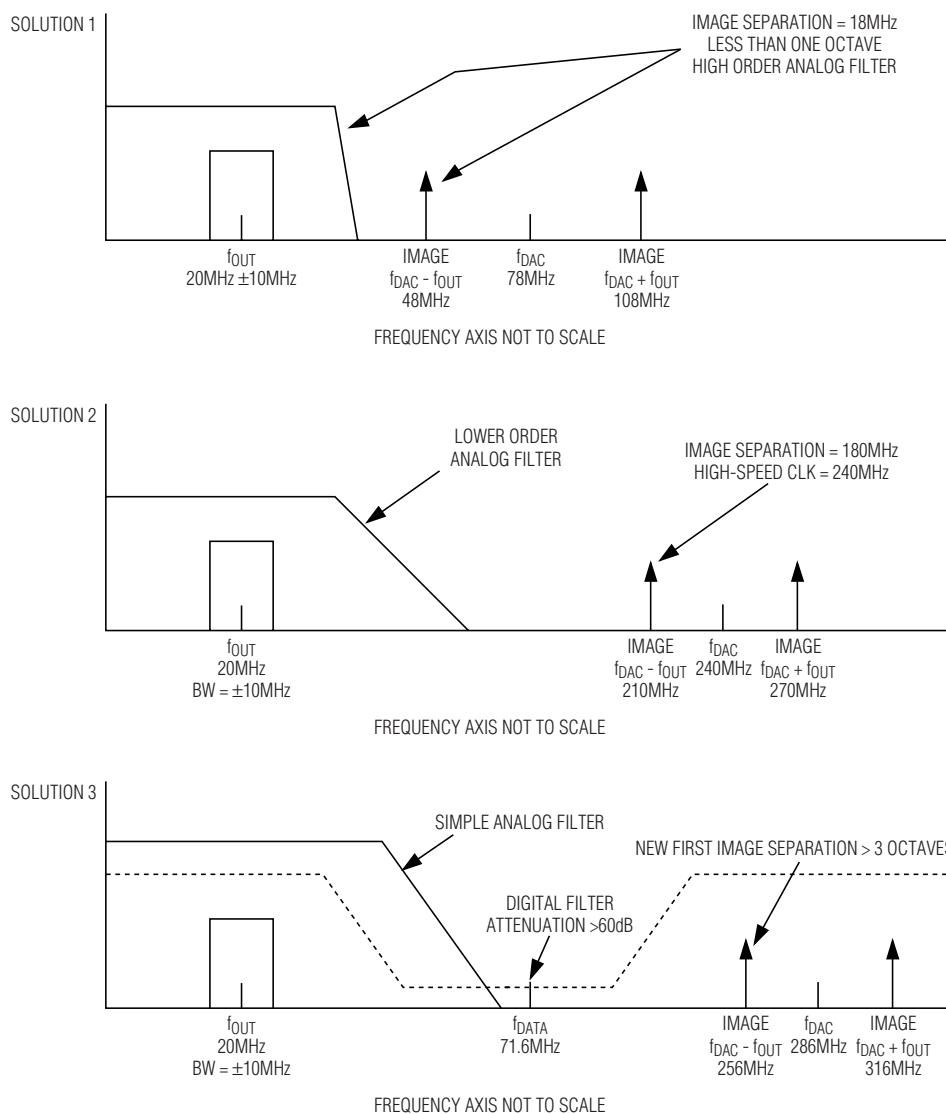 SOLUTION 1
IMAGE SEPARATION = 18MHz
LESS THAN ONE OCTAVE
HIGH ORDER ANALOG FILTER
fOUT
20MHz ±10MHz
IMAGE
fDAC - fOUT
48MHz
fDAC
78MHz
IMAGE
fDAC + fOUT
108MHz
FREQUENCY AXIS NOT TO SCALE
SOLUTION 2
LOWER ORDER
ANALOG FILTER
IMAGE SEPARATION = 180MHz
HIGH-SPEED CLK = 240MHz
fOUT
20MHz
BW = ±10MHz
IMAGE
fDAC - fOUT
210MHz
fDAC
240MHz
IMAGE
fDAC + fOUT
270MHz
FREQUENCY AXIS NOT TO SCALE
SOLUTION 3
SIMPLE ANALOG FILTER
NEW FIRST IMAGE SEPARATION > 3 OCTAVES
DIGITAL FILTER
ATTENUATION >60dB
fOUT
20MHz
BW = ±10MHz
fDATA
71.6MHz
IMAGE
fDAC - fOUT
256MHz
fDAC
286MHz
IMAGE
fDAC + fOUT
316MHz
FREQUENCY AXIS NOT TO SCALE